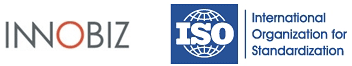 INNOBIZ
ISO
International
Organization for
Standardization